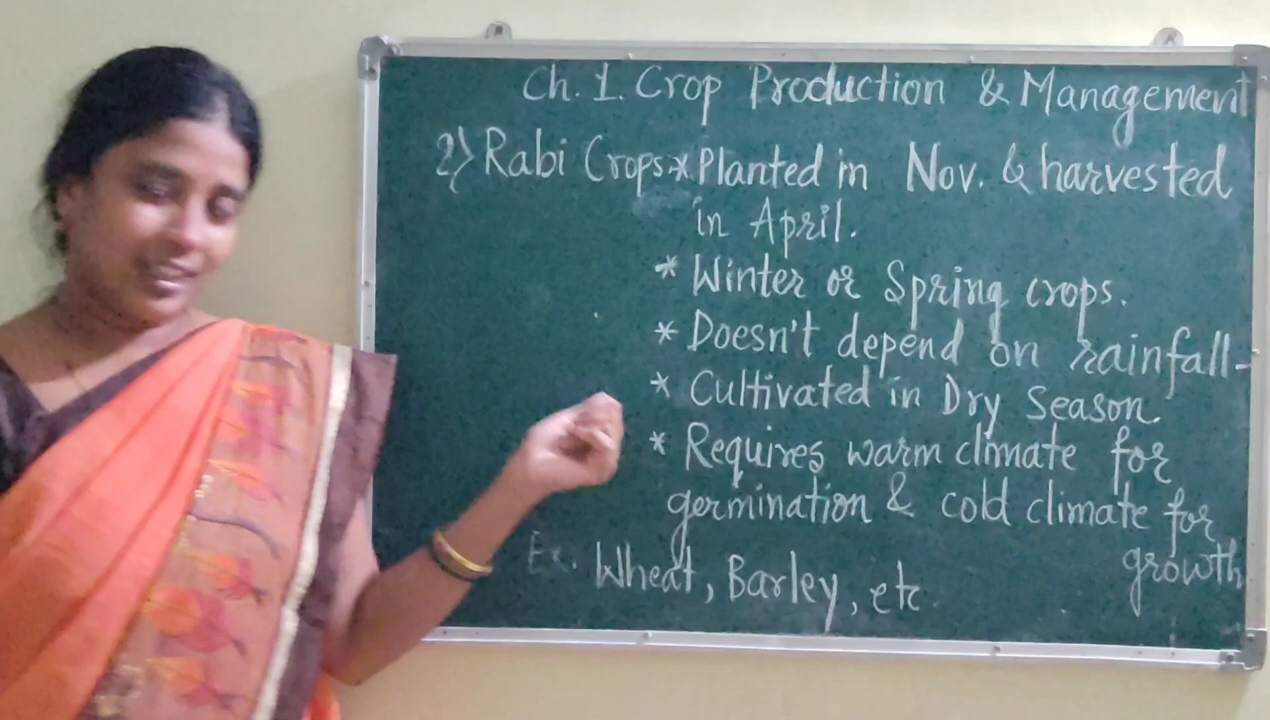 Ch. 1. Crop Production & Management
2) Rabi Crops * Planted in Nov. & harvested
in April.
* Winter or Spring crops.
* Doesn't depend on rainfall.
* Cultivated in Dry Season.
* Requires warm climate for
germination & cold climate for
growth
Ex. Wheat, Barley, etc.